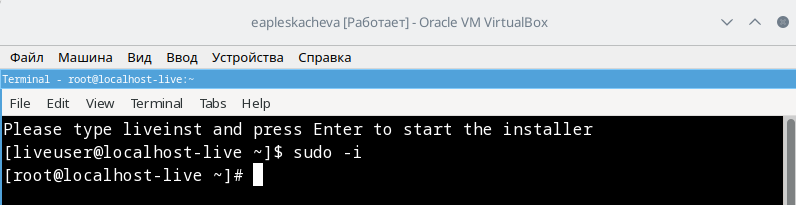 eapleskacheva [Работает] - Oracle VM VirtualBox
Файл Машина Вид Ввод Устройства Справка
Terminal - root@localhost-live:~
File Edit View Terminal Tabs Help
Please type liveinst and press Enter to start the installer
[liveuser@localhost-live ~]$ sudo -i
[root@localhost-live ~]#